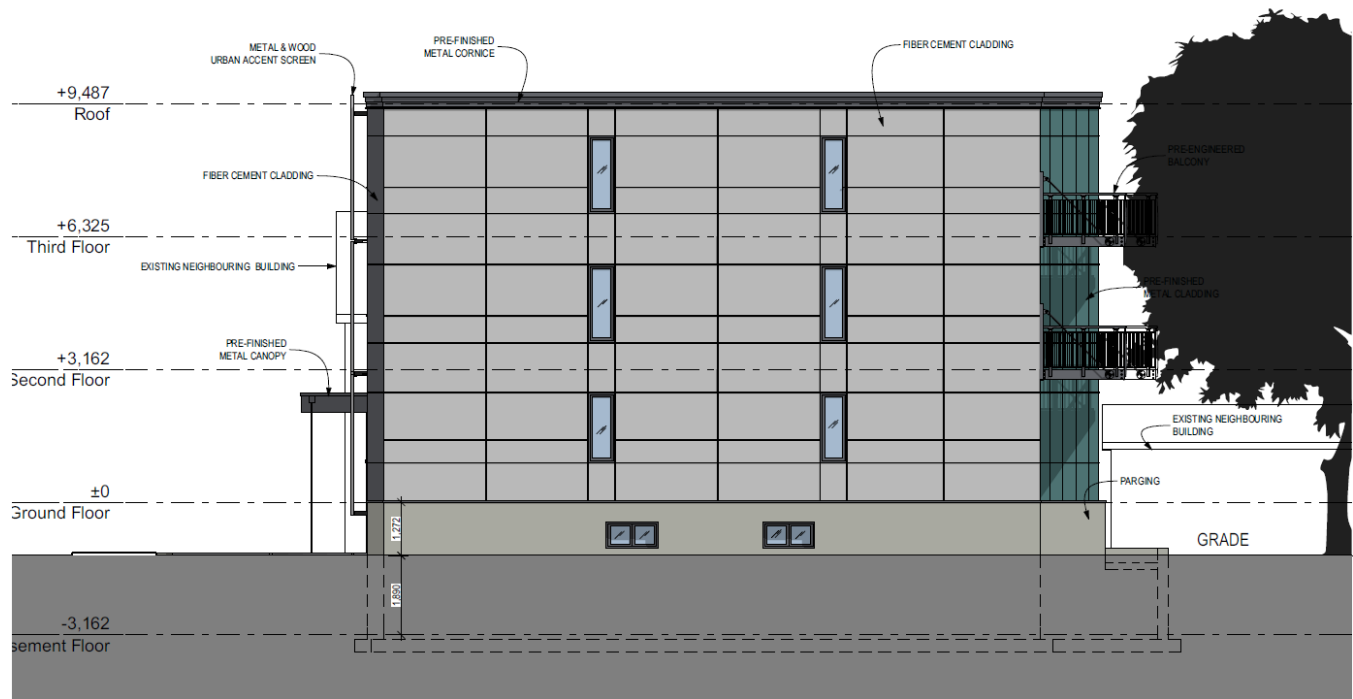 METAL & WOOD
URBAN ACCENT SCREEN
PRE-FINISHED
METAL CORNICE
FIBER CEMENT CLADDING
+9,487
Roof
PRE-ENGINEERED
BALCONY
FIBER CEMENT CLADDING
+6,325
Third Floor
EXISTING NEIGHBOURING BUILDING
PRE-FINISHED
METAL CLADDING
PRE-FINISHED
METAL CANOPY
+3,162
Second Floor
EXISTING NEIGHBOURING
BUILDING
PARGING
±0
Ground Floor
1,272
GRADE
1,890
-3,162
sement Floor